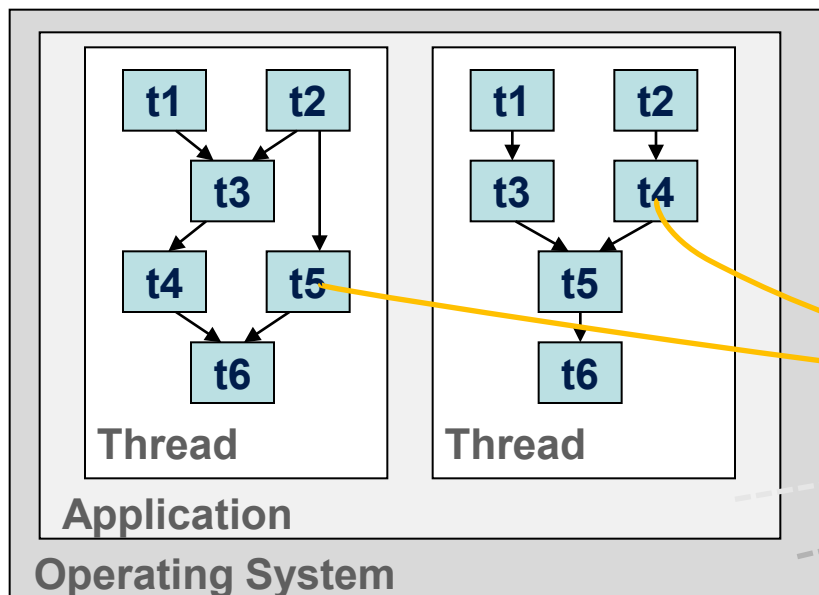 t1 t2 t1 t2
t3 t3 t4
t4 t5 t5
t6 t6
Thread Thread
Application
Operating System